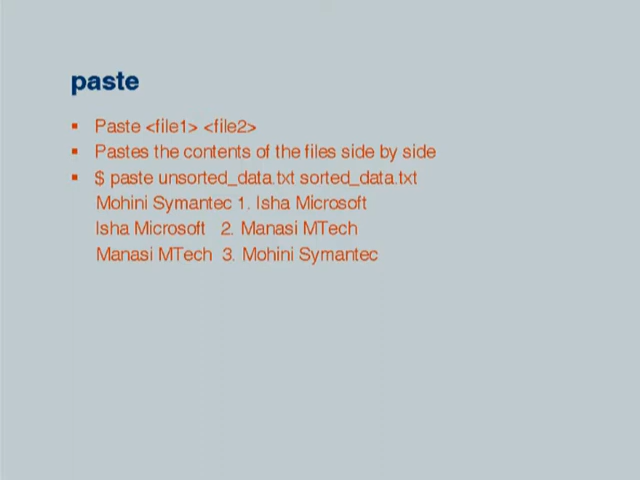 paste
Paste <file1> <file2>
Pastes the contents of the files side by side
$ paste unsorted_data.txt sorted_data.txt
Mohini Symantec 1. Isha Microsoft
Isha Microsoft 2. Manasi MTech
Manasi MTech 3. Mohini Symantec